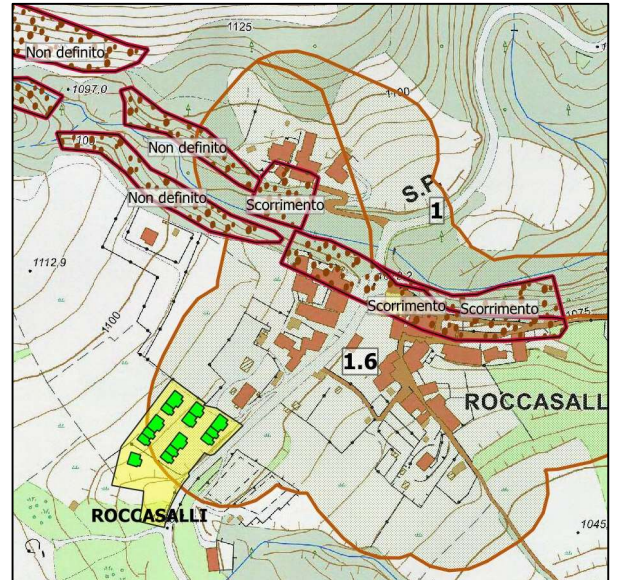 1125
Non definito
1097,0
1100
Non definito
S.P.
Non definito
Scorrimento
1
1112,9
Scorrimento
Scorrimento
1075
1100
1.6
ROCCASALL
ROCCASALLI
1045